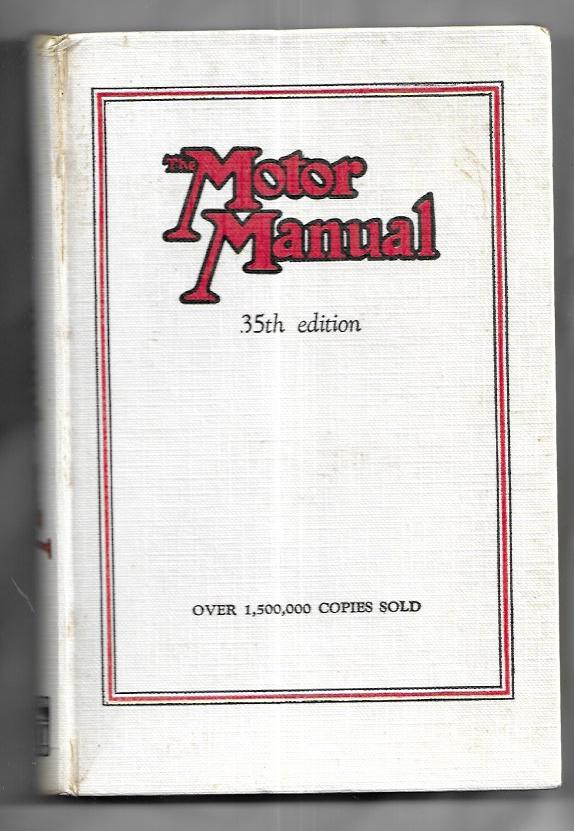 The Motor
Manual
35th edition
OVER 1,500,000 COPIES SOLD